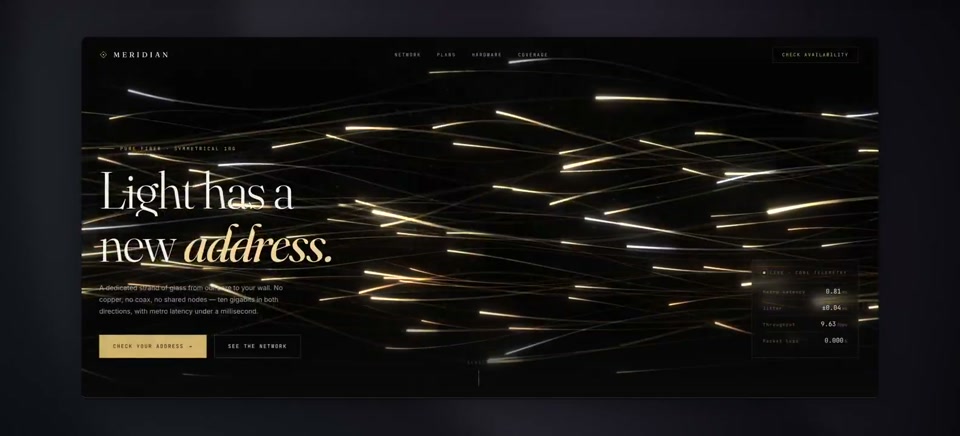 MERIDIAN
NETWORK PLANS HARDWARE COVERAGE
CHECK AVAILABILITY
PURE FIBER · SYMMETRICAL 10G
Light has a
new address.
A dedicated strand of glass from our core to your wall. No
copper, no coax, no shared nodes — ten gigabits in both
directions, with metro latency under a millisecond.
CHECK YOUR ADDRESS →
SEE THE NETWORK
LIVE · CORE TELEMETRY
Metro latency 0.81
Jitter ±0.04
Throughput 9.63
Packet loss 0.000